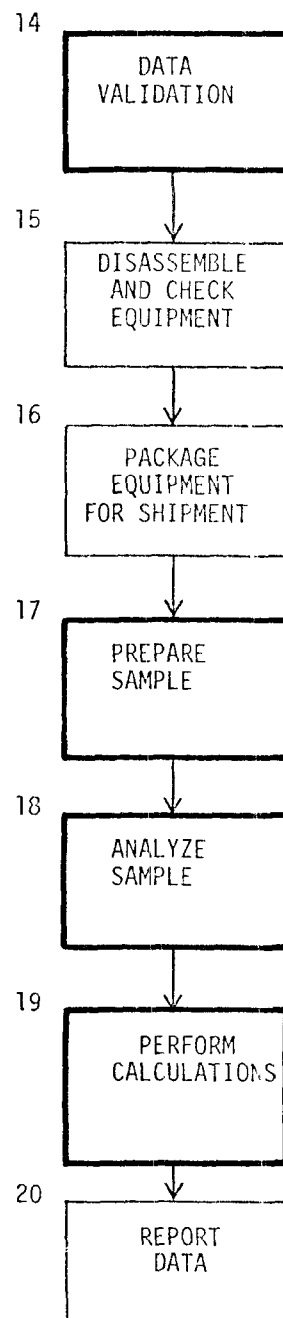 14
DATA
VALIDATION
15
DISASSEMBLE
AND CHECK
EQUIPMENT
16
PACKAGE
EQUIPMENT
FOR SHIPMENT
17
PREPARE
SAMPLE
18
ANALYZE
SAMPLE
19
PERFORM
CALCULATIONS
20
REPORT
DATA